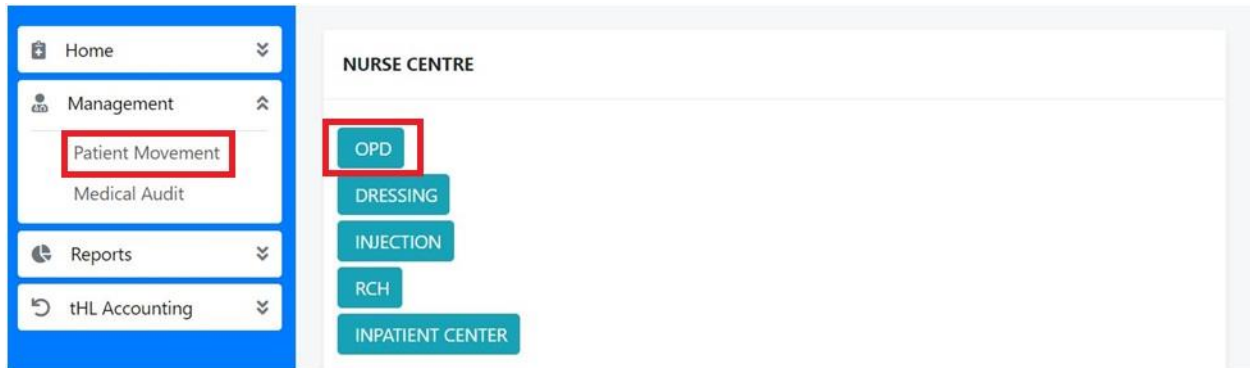 Home
Management
Patient Movement
Medical Audit
Reports
tHL Accounting
NURSE CENTRE
OPD
DRESSING
INJECTION
RCH
INPATIENT CENTER